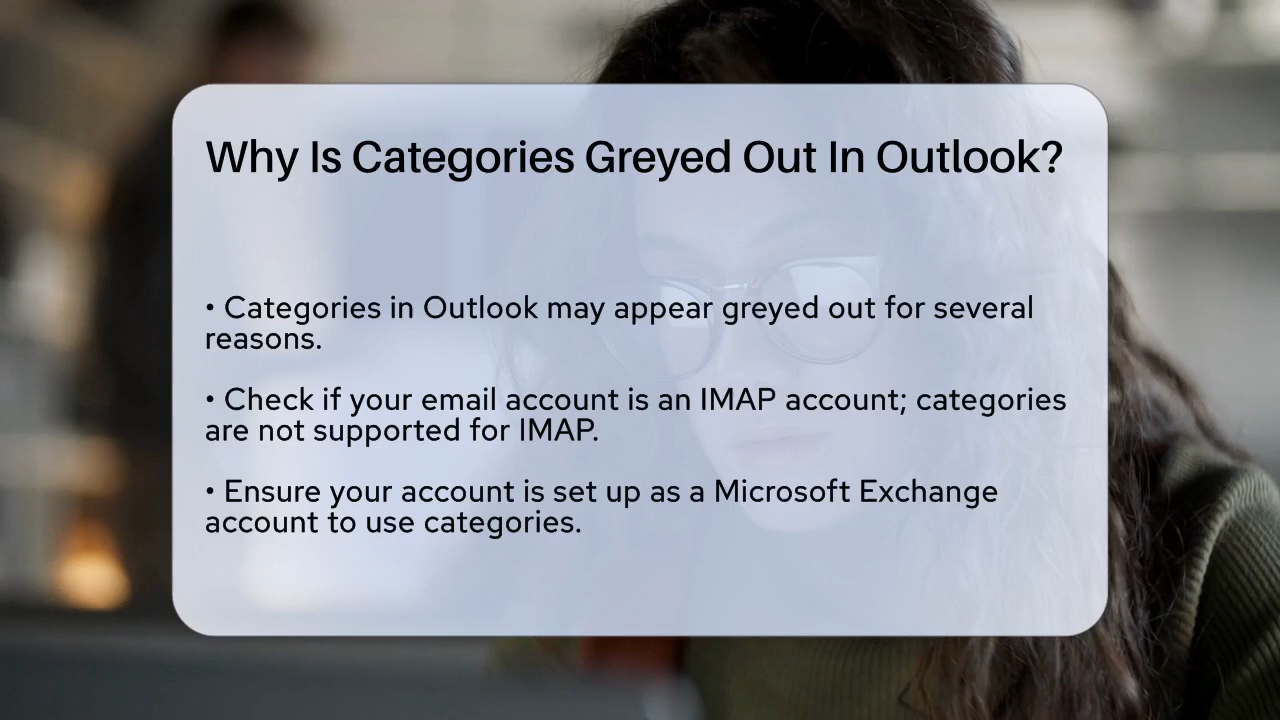 Why Is Categories Greyed Out In Outlook?
• Categories in Outlook may appear greyed out for several
reasons.
• Check if your email account is an IMAP account; categories
are not supported for IMAP.
• Ensure your account is set up as a Microsoft Exchange
account to use categories.